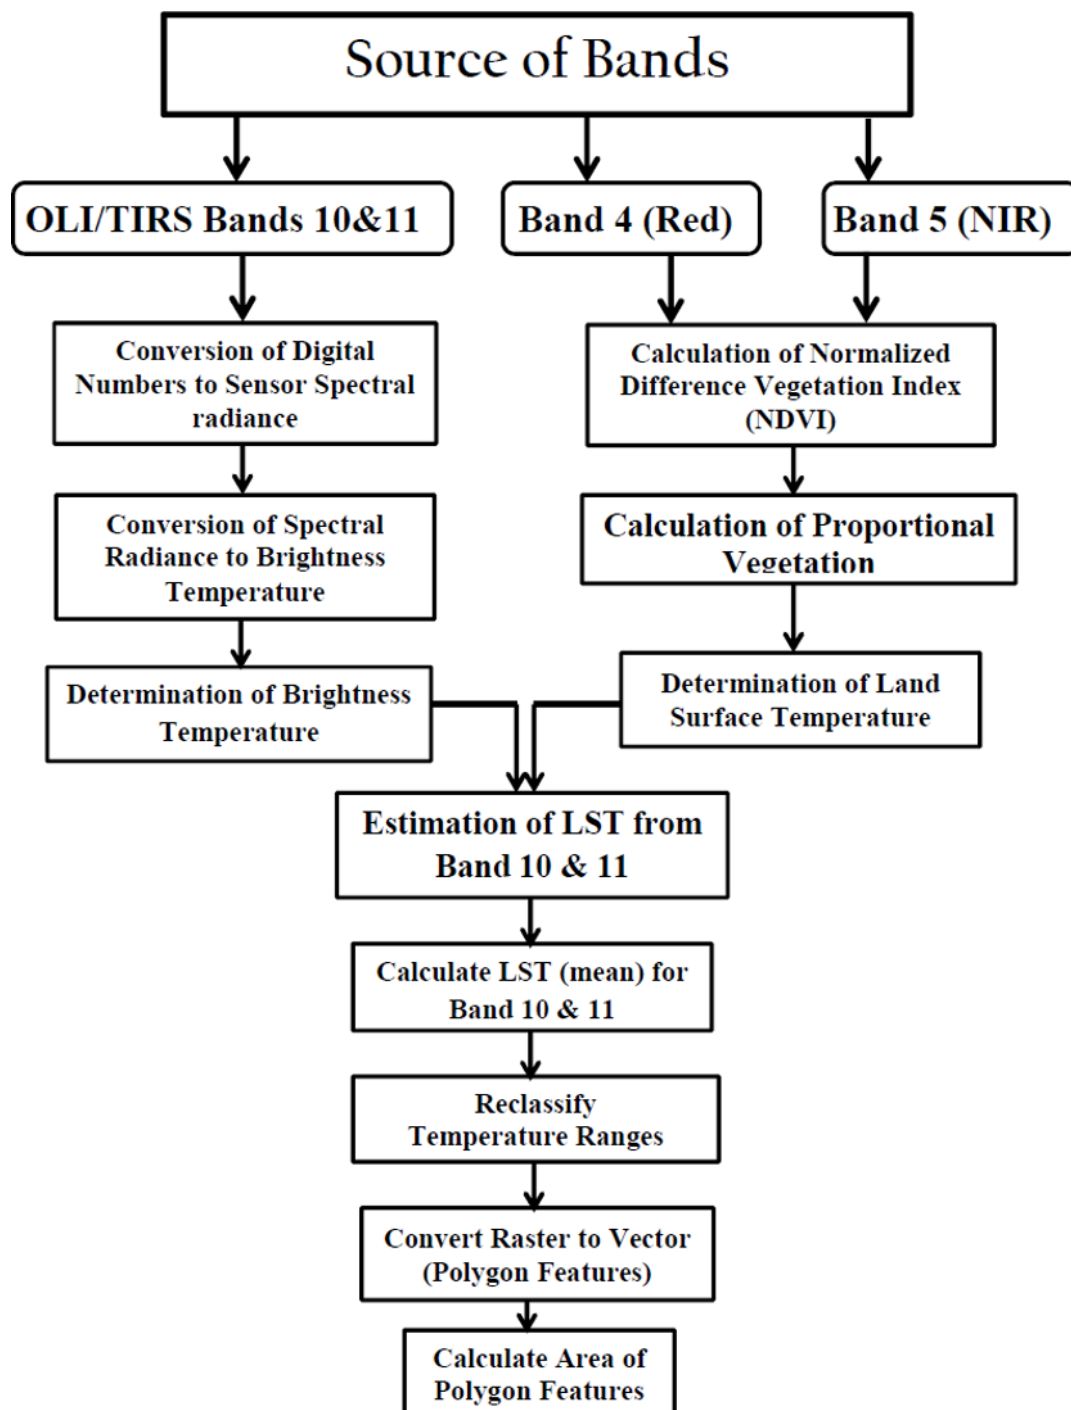 Source of Bands
OLI/TIRS Bands 10&11
Band 4 (Red)
Band 5 (NIR)
Conversion of Digital
Numbers to Sensor Spectral
radiance
Calculation of Normalized
Difference Vegetation Index
(NDVI)
Conversion of Spectral
Radiance to Brightness
Temperature
Calculation of Proportional
Vegetation
Determination of Brightness
Temperature
Determination of Land
Surface Temperature
Estimation of LST from
Band 10 & 11
Calculate LST (mean) for
Band 10 & 11
Reclassify
Temperature Ranges
Convert Raster to Vector
(Polygon Features)
Calculate Area of
Polygon Features